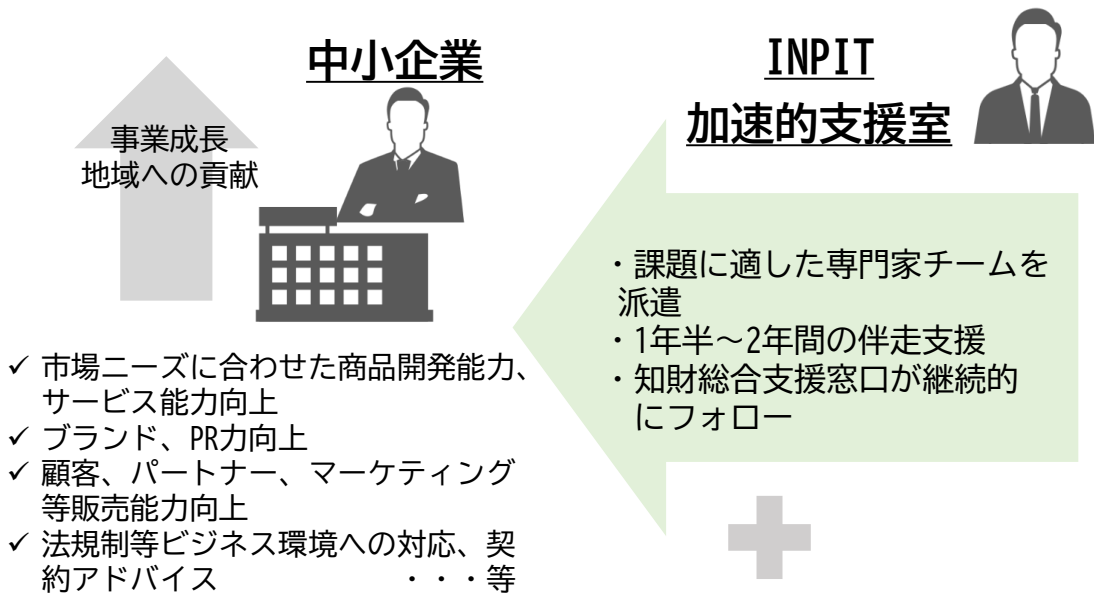 中小企業
事業成長
地域への貢献
✓ 市場ニーズに合わせた商品開発能力、
サービス能力向上
✓ ブランド、PR力向上
✓ 顧客、パートナー、マーケティング
等販売能力向上
✓ 法規制等ビジネス環境への対応、契
約アドバイス ・・・等
INPIT
加速的支援室
・課題に適した専門家チームを
派遣
・1年半～2年間の伴走支援
・知財総合支援窓口が継続的
にフォロー